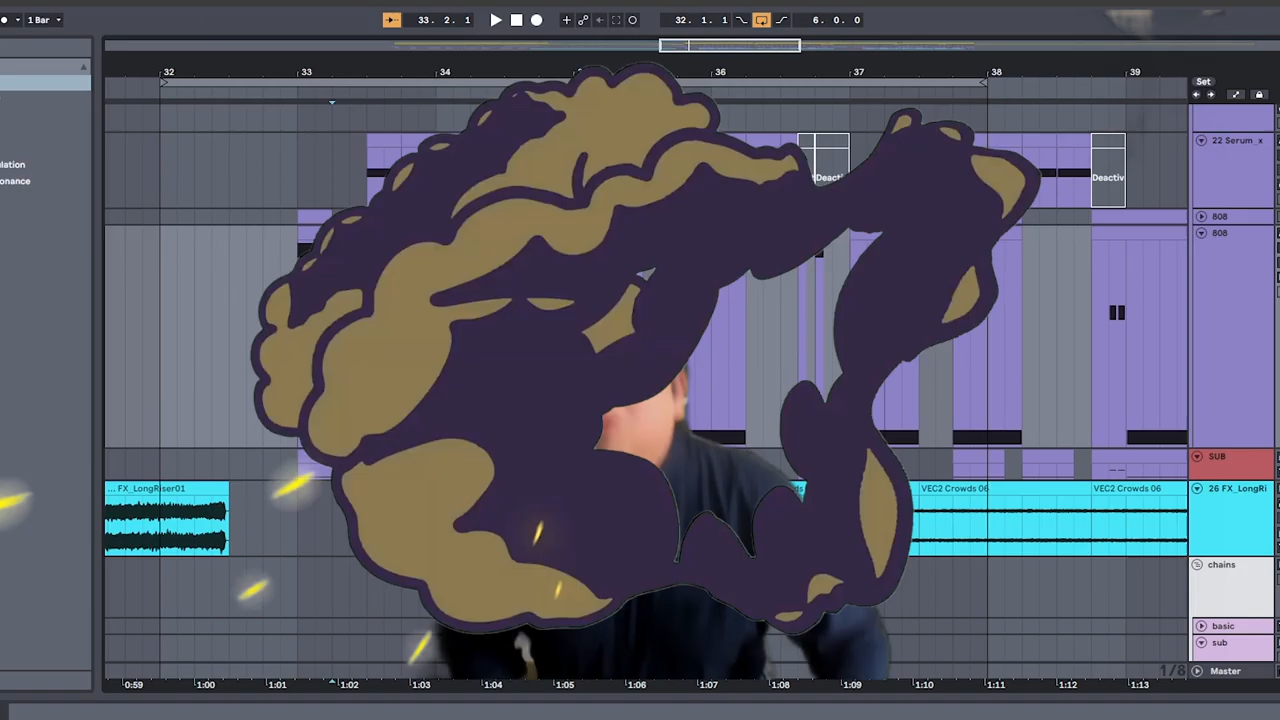 1 Bar
33. 2. 1
32. 1. 1
6. 0. 0
32 33 34 36 37 38 39
Set
ulation
onance
Deactiv
Deactiv
22 Serum_x
808
808
SUB
... FX_LongRiser01
VEC2 Crowds 06
VEC2 Crowds 06
26 FX_LongRi
chains
basic
sub
1/8
Master
0:59 1:00 1:01 1:02 1:03 1:04 1:05 1:06 1:07 1:08 1:09 1:10 1:11 1:12 1:13